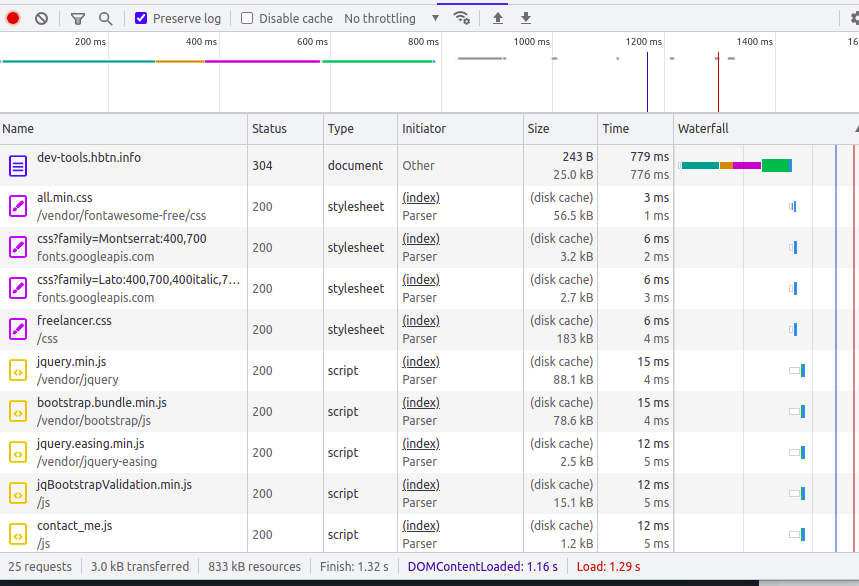 Preserve log Disable cache No throttling
200 ms 400 ms 600 ms 800 ms 1000 ms 1200 ms 1400 ms 16
Name Status Type Initiator Size Time Waterfall
dev-tools.hbtn.info 304 document Other 243 B 779 ms
25.0 kB 776 ms
all.min.css 200 stylesheet (index) (disk cache) 3 ms
/vendor/fontawesome-free/css Parser 56.5 kB 1 ms
css?family=Montserrat:400,700 200 stylesheet (index) (disk cache) 6 ms
fonts.googleapis.com Parser 3.2 kB 2 ms
css?family=Lato:400,700,400italic,7... 200 stylesheet (index) (disk cache) 6 ms
fonts.googleapis.com Parser 2.7 kB 3 ms
freelancer.css 200 stylesheet (index) (disk cache) 6 ms
/css Parser 183 kB 4 ms
jquery.min.js 200 script (index) (disk cache) 15 ms
/vendor/jquery Parser 88.1 kB 4 ms
bootstrap.bundle.min.js 200 script (index) (disk cache) 15 ms
/vendor/bootstrap/js Parser 78.6 kB 4 ms
jquery.easing.min.js 200 script (index) (disk cache) 12 ms
/vendor/jquery-easing Parser 2.5 kB 5 ms
jqBootstrapValidation.min.js 200 script (index) (disk cache) 12 ms
/js Parser 15.1 kB 5 ms
contact_me.js 200 script (index) (disk cache) 12 ms
/js Parser 1.2 kB 5 ms
25 requests 3.0 kB transferred 833 kB resources Finish: 1.32 s DOMContentLoaded: 1.16 s Load: 1.29 s